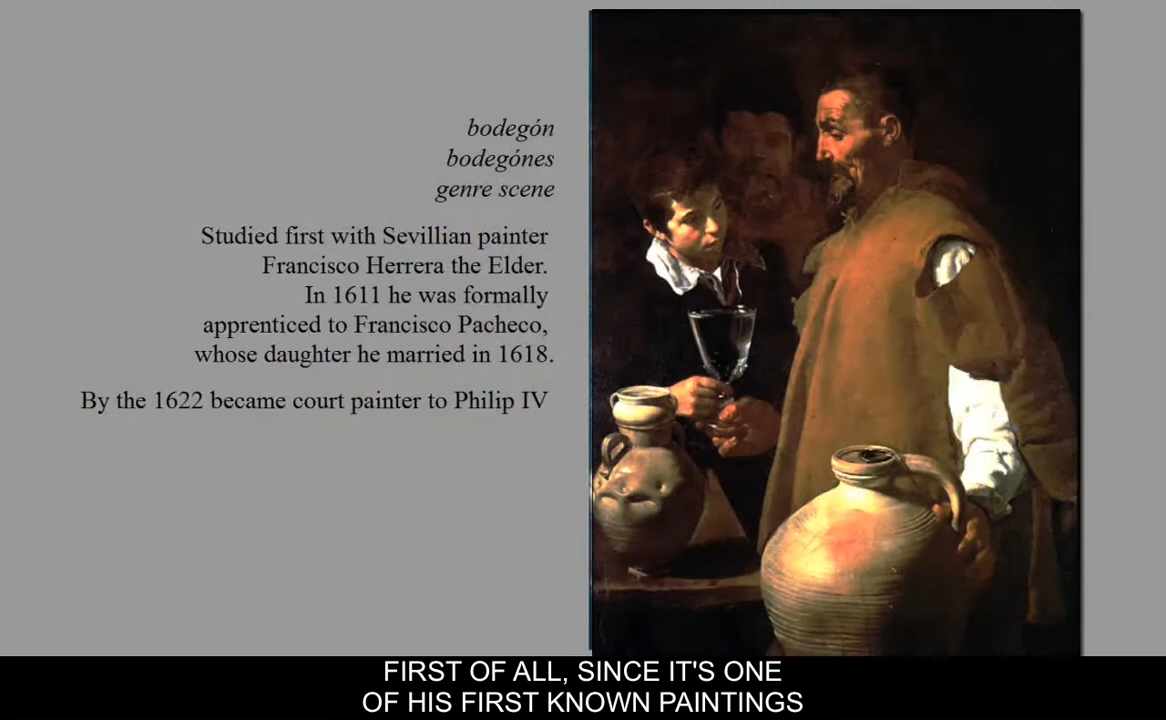 bodegón
bodegónes
genre scene
Studied first with Sevillian painter
Francisco Herrera the Elder.
In 1611 he was formally
apprenticed to Francisco Pacheco,
whose daughter he married in 1618.
By the 1622 became court painter to Philip IV
FIRST OF ALL, SINCE IT'S ONE
OF HIS FIRST KNOWN PAINTINGS